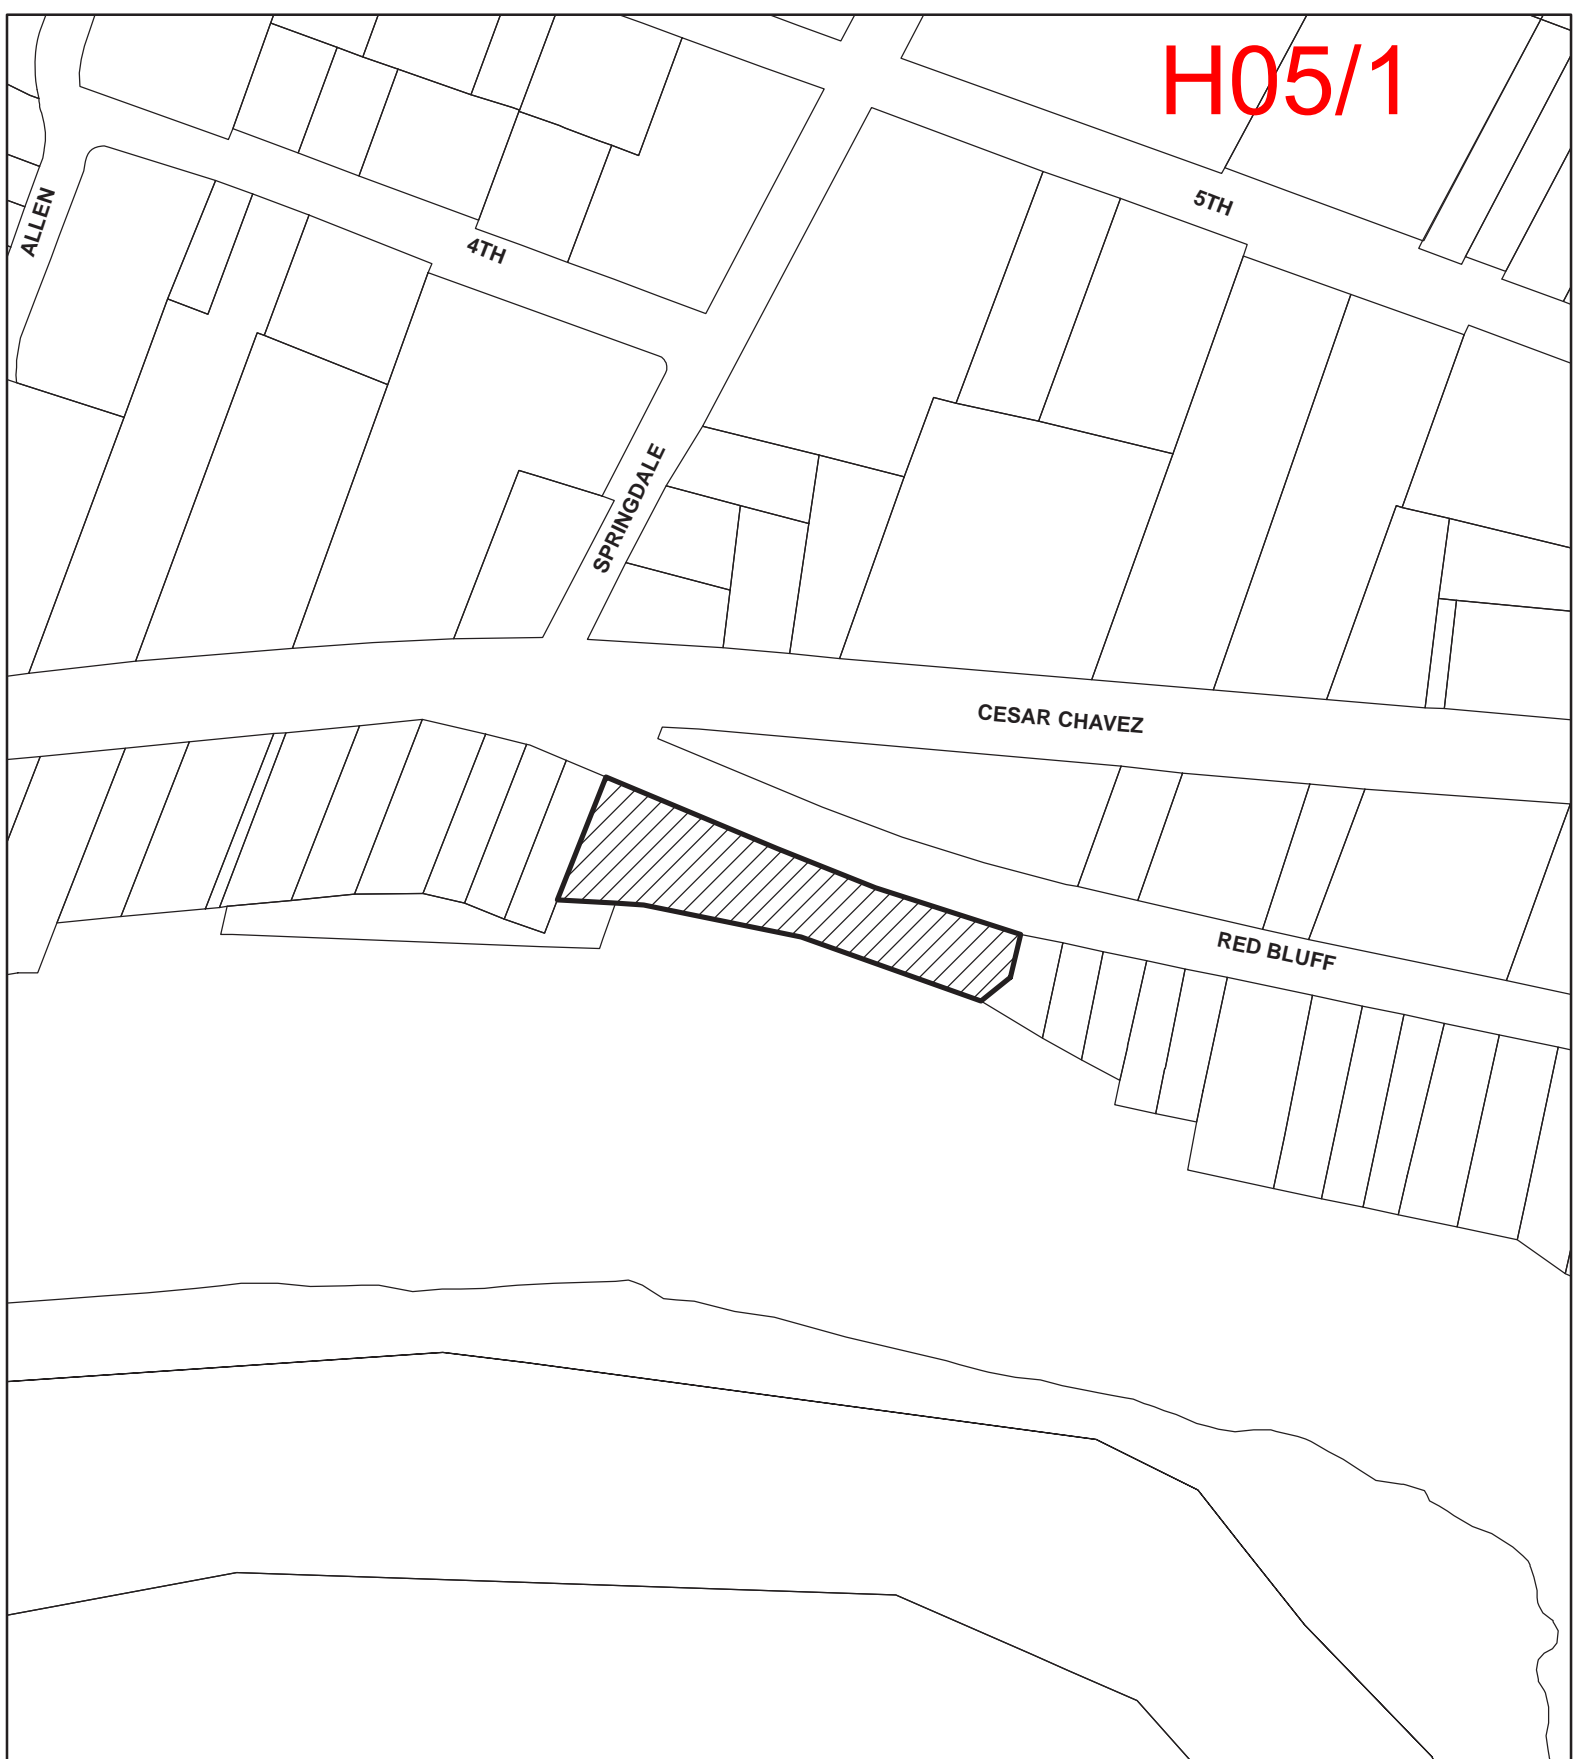 H05/1
ALLEN
5TH
4TH
SPRINGDALE
CESAR CHAVEZ
RED BLUFF